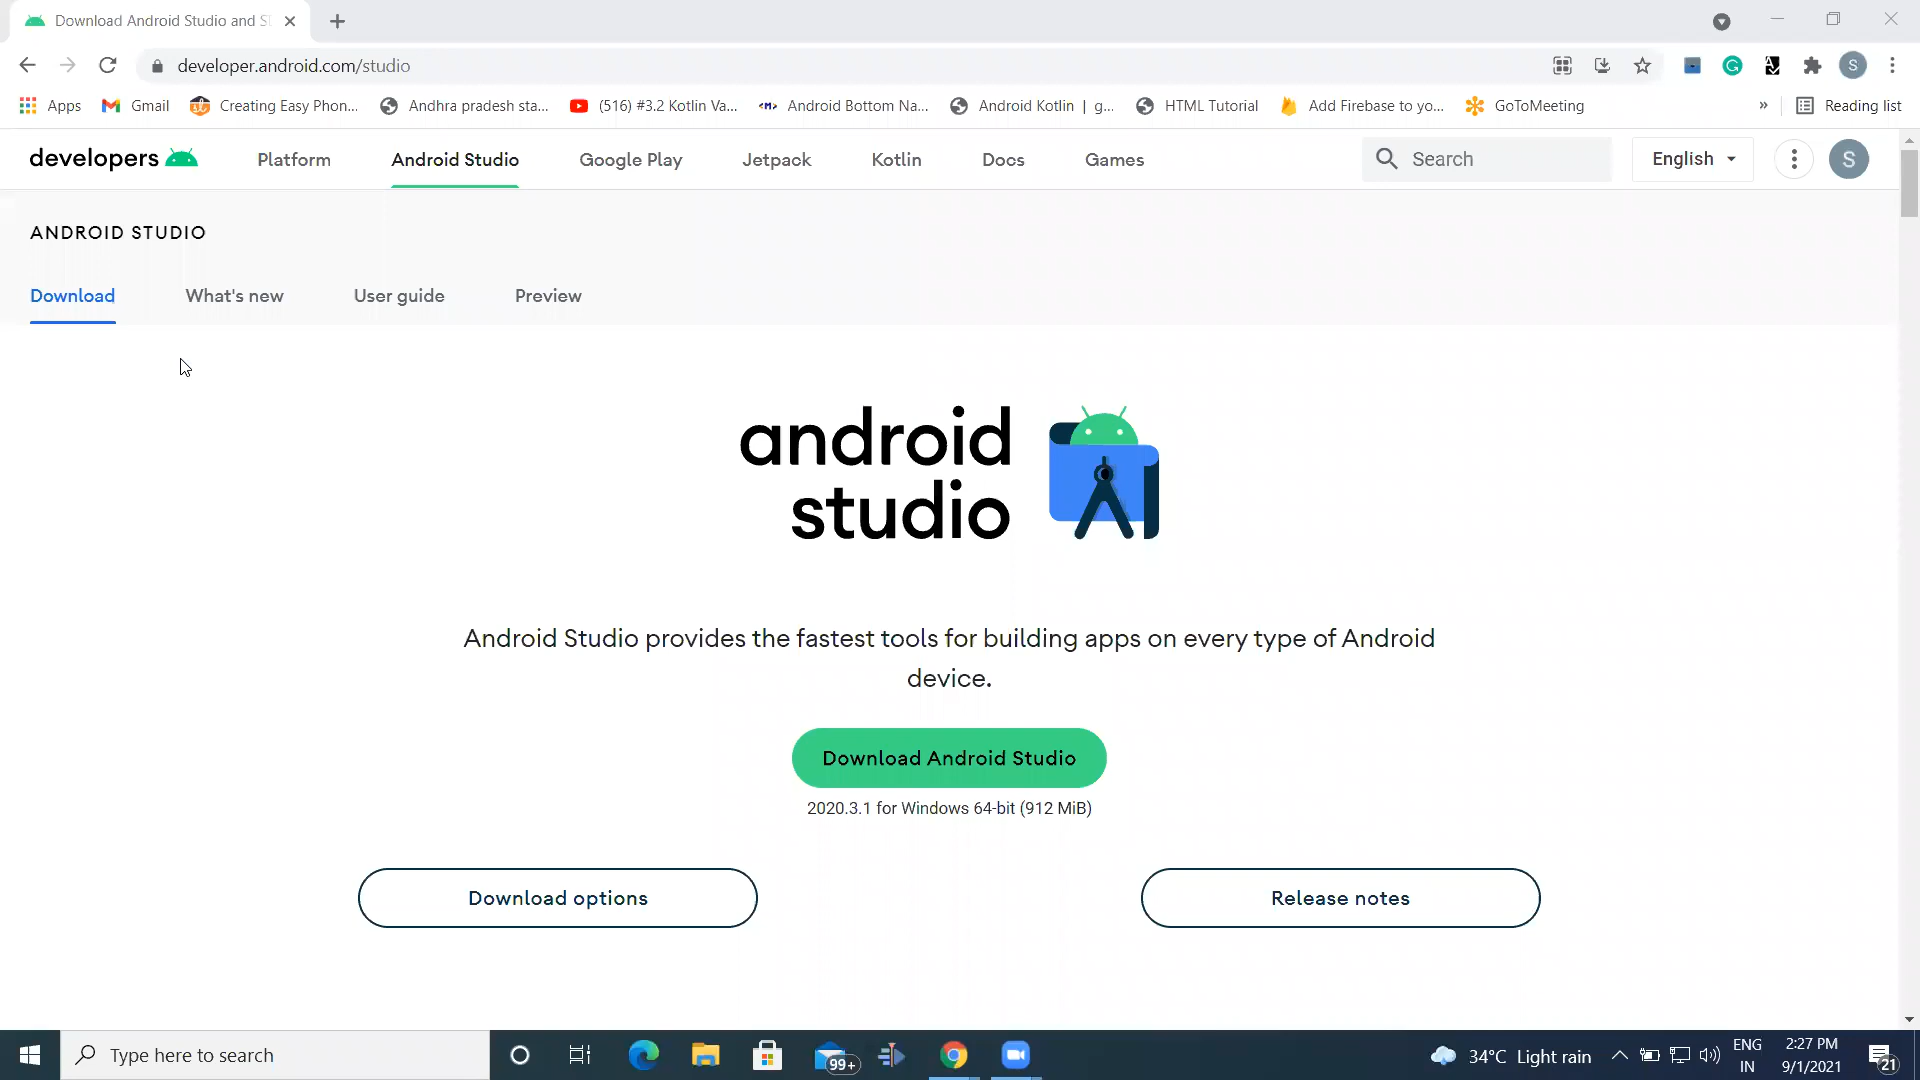 Download Android Studio and S
developer.android.com/studio
Apps
Gmail
Creating Easy Phon...
Andhra pradesh sta...
(516) #3.2 Kotlin Va...
Android Bottom Na...
Android Kotlin | g...
HTML Tutorial
Add Firebase to yo...
GoToMeeting
»
Reading list
developers
Platform
Android Studio
Google Play
Jetpack
Kotlin
Docs
Games
Search
English
S
ANDROID STUDIO
Download
What's new
User guide
Preview
android
studio
Android Studio provides the fastest tools for building apps on every type of Android
device.
Download Android Studio
2020.3.1 for Windows 64-bit (912 MiB)
Download options
Release notes
Type here to search
99+
34°C Light rain
ENG
IN
2:27 PM
9/1/2021
21